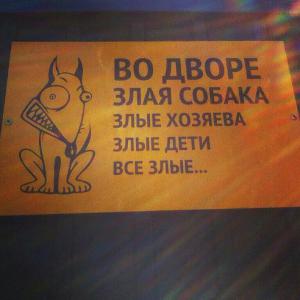 ВО ДВОРЕ
ЗЛАЯ СОБАКА
ЗЛЫЕ ХОЗЯЕВА
ЗЛЫЕ ДЕТИ
ВСЕ ЗЛЫЕ...